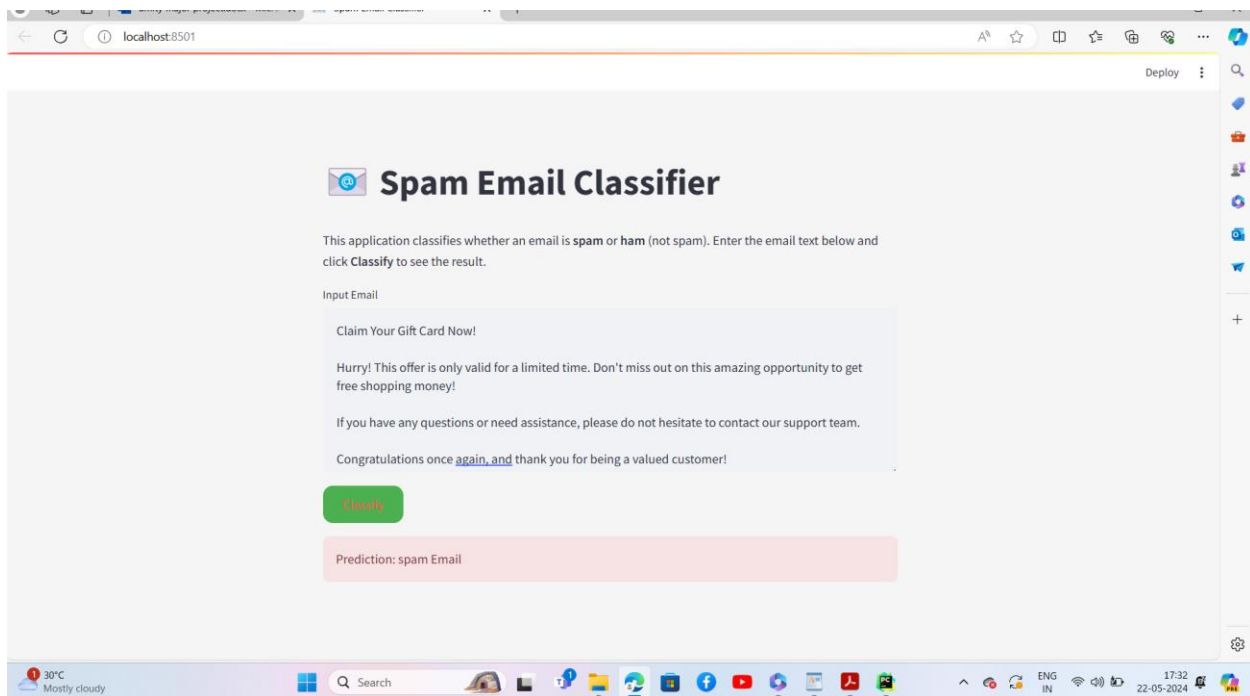 localhost:8501
Deploy
Spam Email Classifier
This application classifies whether an email is spam or ham (not spam). Enter the email text below and
click Classify to see the result.
Input Email
Claim Your Gift Card Now!
Hurry! This offer is only valid for a limited time. Don't miss out on this amazing opportunity to get
free shopping money!
If you have any questions or need assistance, please do not hesitate to contact our support team.
Congratulations once again, and thank you for being a valued customer!
Classify
Prediction: spam Email
1
30°C
Mostly cloudy
Search
ENG
IN
17:32
22-05-2024